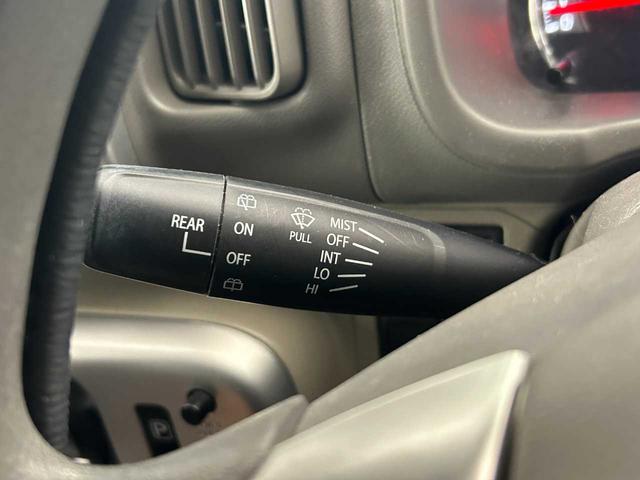 REAR
ON
OFF
PULL
MIST
OFF
INT
LO
HI
P